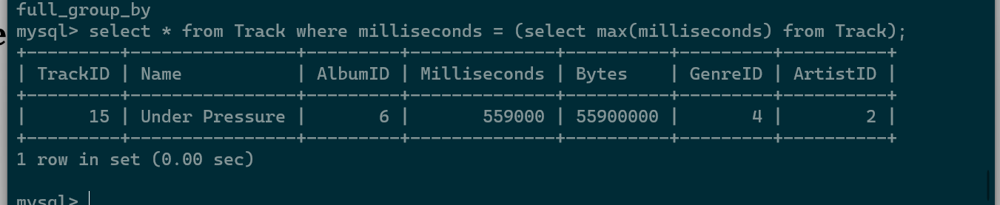 full_group_by
mysql> select * from Track where milliseconds = (select max(milliseconds) from Track);
+---------+----------------+---------+--------------+----------+---------+----------+
| TrackID | Name           | AlbumID | Milliseconds | Bytes    | GenreID | ArtistID |
+---------+----------------+---------+--------------+----------+---------+----------+
|      15 | Under Pressure |       6 |       559000 | 55900000 |       4 |        2 |
+---------+----------------+---------+--------------+----------+---------+----------+
1 row in set (0.00 sec)
mysql>